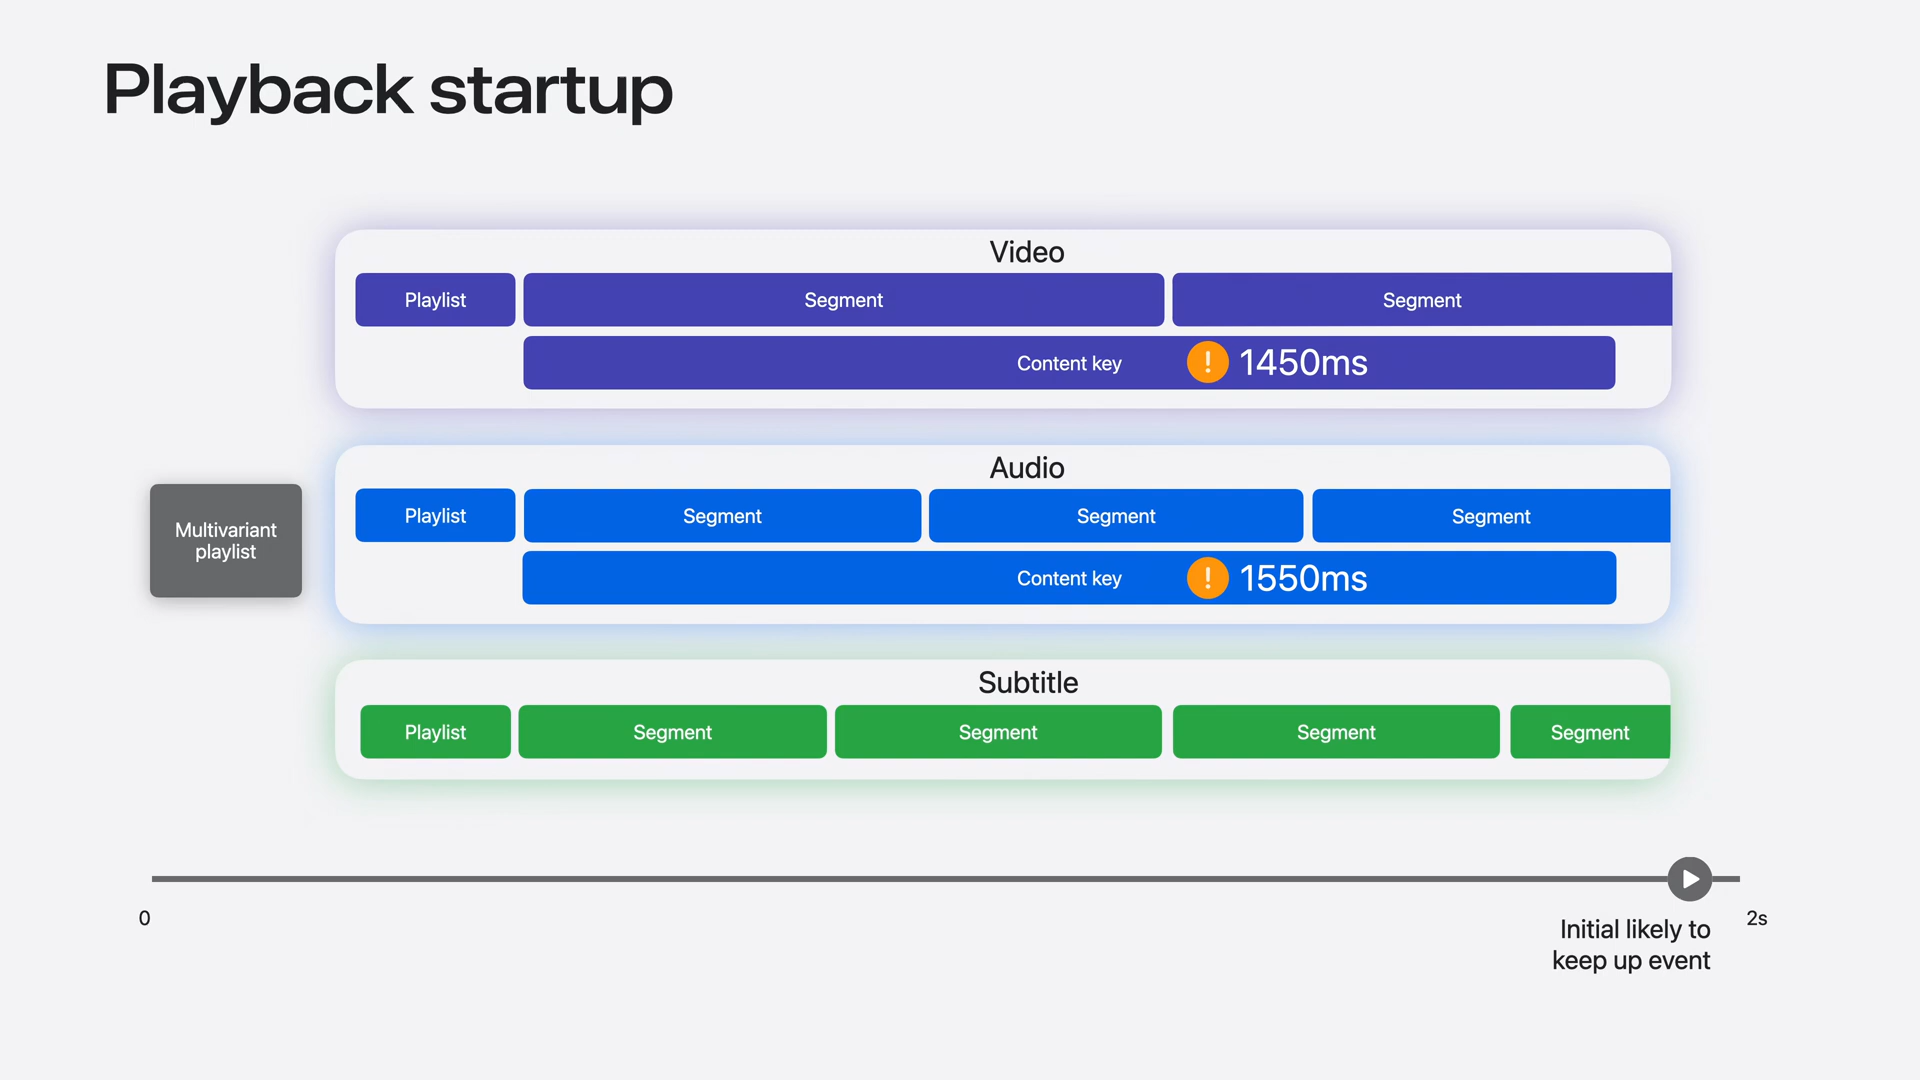 Playback startup
Video
Playlist
Segment
Segment
Content key
! 1450ms
Audio
Playlist
Segment
Segment
Segment
Content key
! 1550ms
Multivariant
playlist
Subtitle
Playlist
Segment
Segment
Segment
Segment
0
2s
Initial likely to
keep up event